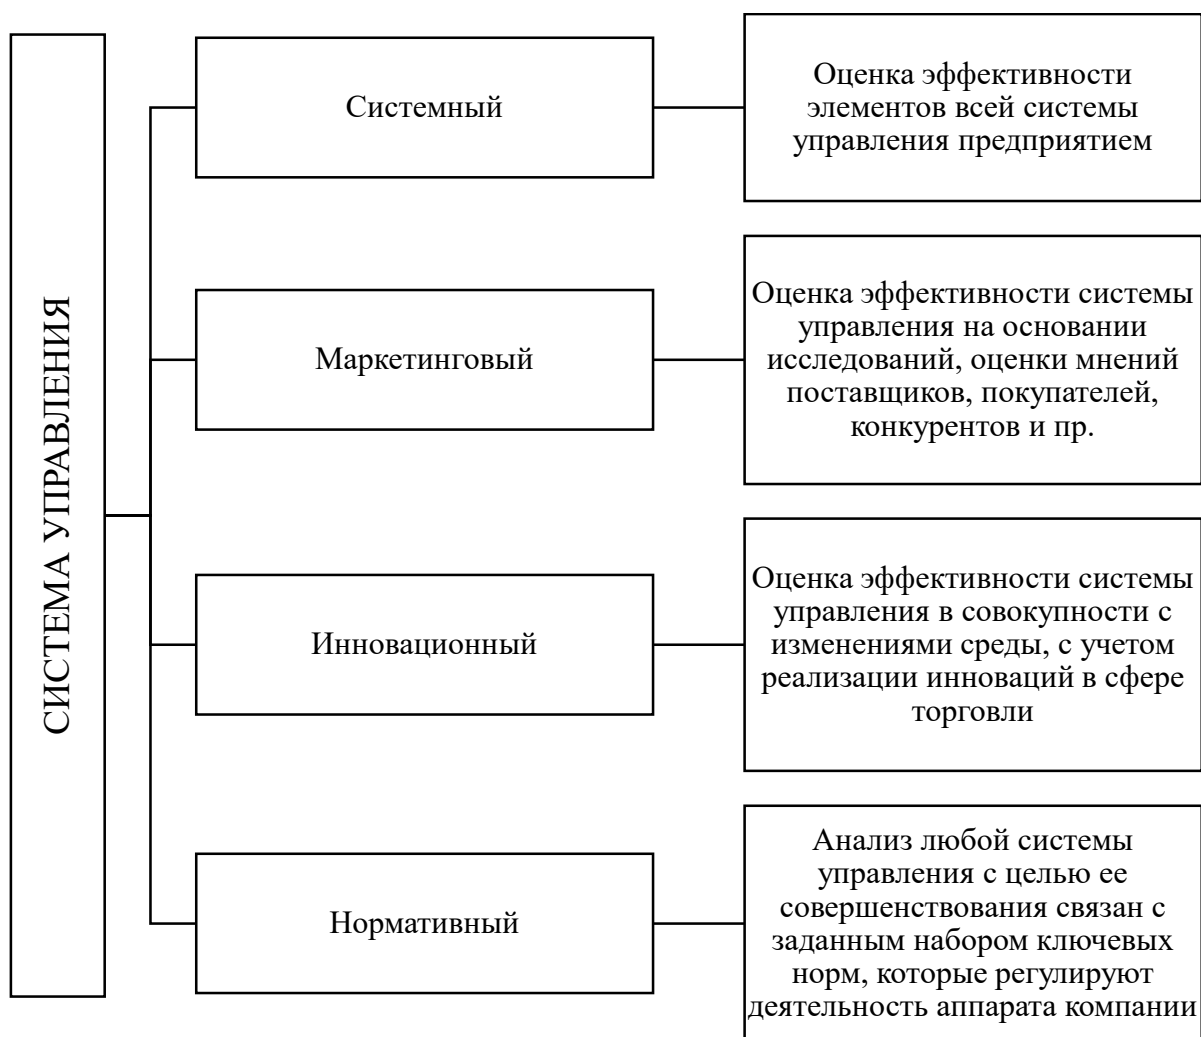 СИСТЕМА УПРАВЛЕНИЯ
Системный
Оценка эффективности
элементов всей системы
управления предприятием
Маркетинговый
Оценка эффективности системы
управления на основании
исследований, оценки мнений
поставщиков, покупателей,
конкурентов и пр.
Инновационный
Оценка эффективности системы
управления в совокупности с
изменениями среды, с учетом
реализации инноваций в сфере
торговли
Нормативный
Анализ любой системы
управления с целью ее
совершенствования связан с
заданным набором ключевых
норм, которые регулируют
деятельность аппарата компании